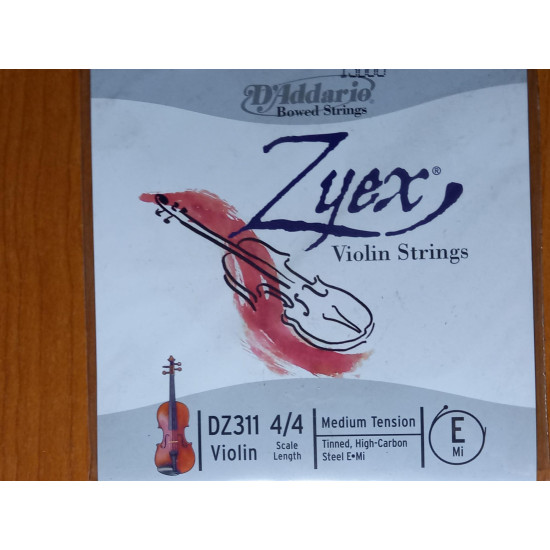 D'Addario
Bowed Strings
Zyex®
Violin Strings
DZ311 4/4
Violin
Scale
Length
Medium Tension
Tinned, High-Carbon
Steel E•Mi
E
Mi